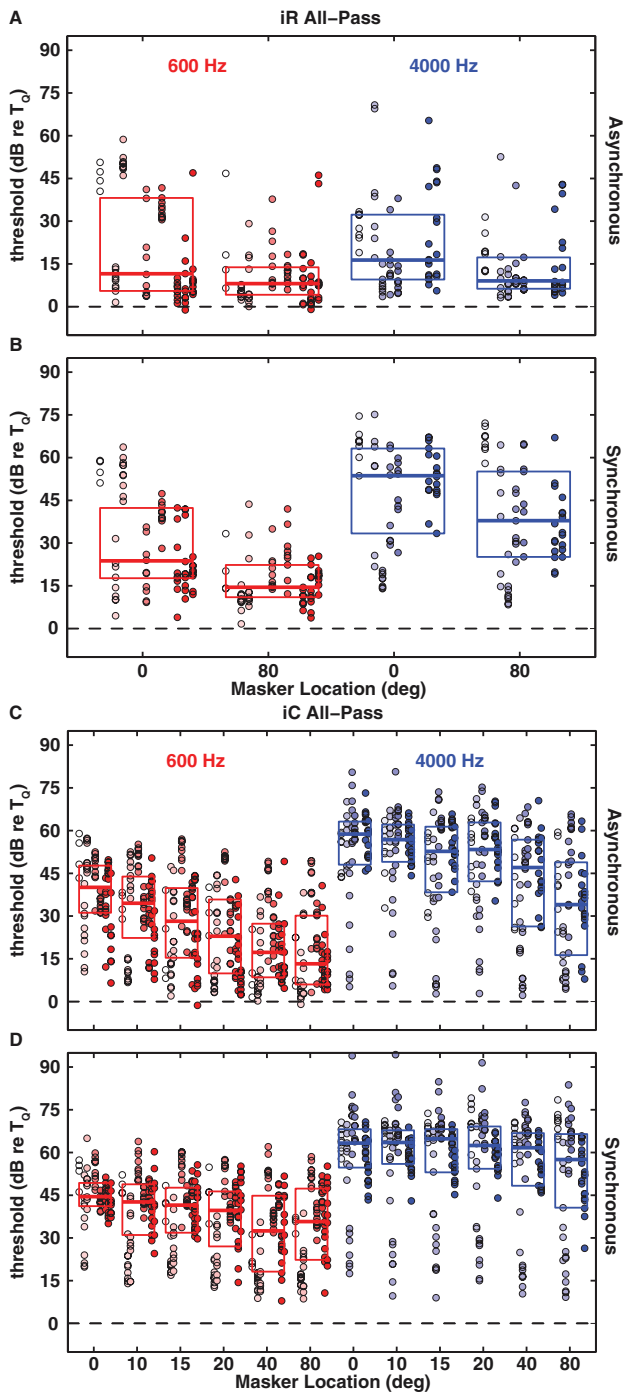 A
iR All−Pass
600 Hz
4000 Hz
90
75
60
45
30
15
0
threshold (dB re TQ)
Asynchronous
B
90
75
60
45
30
15
0
threshold (dB re TQ)
Synchronous
0 80 0 80
Masker Location (deg)
C
iC All−Pass
600 Hz
4000 Hz
90
75
60
45
30
15
0
threshold (dB re TQ)
Asynchronous
D
90
75
60
45
30
15
0
threshold (dB re TQ)
Synchronous
0 10 15 20 40 80 0 10 15 20 40 80
Masker Location (deg)